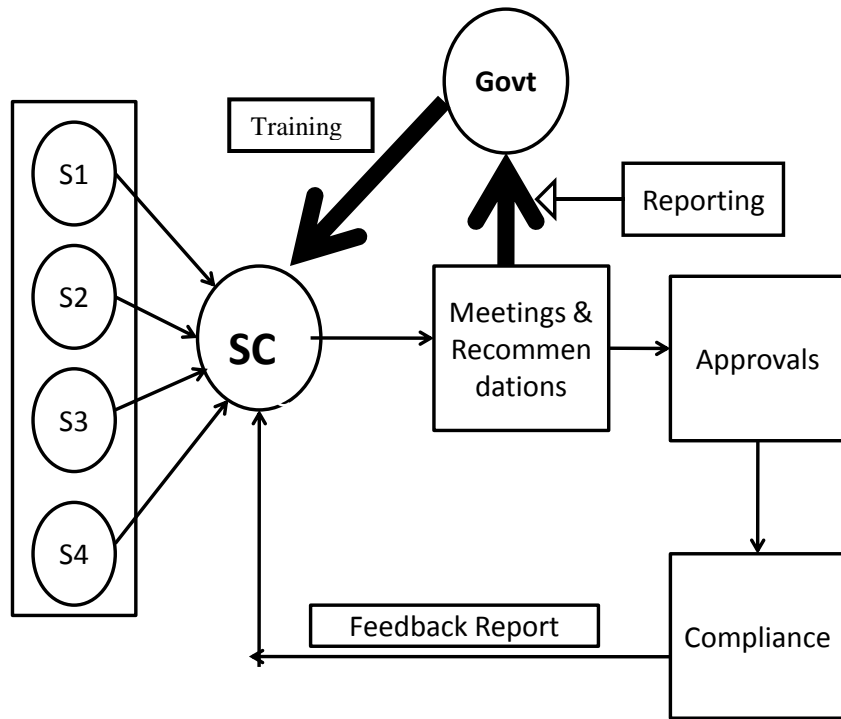 Govt
Training
S1
Reporting
S2
SC
Meetings &
Recommen
dations
Approvals
S3
S4
Feedback Report
Compliance